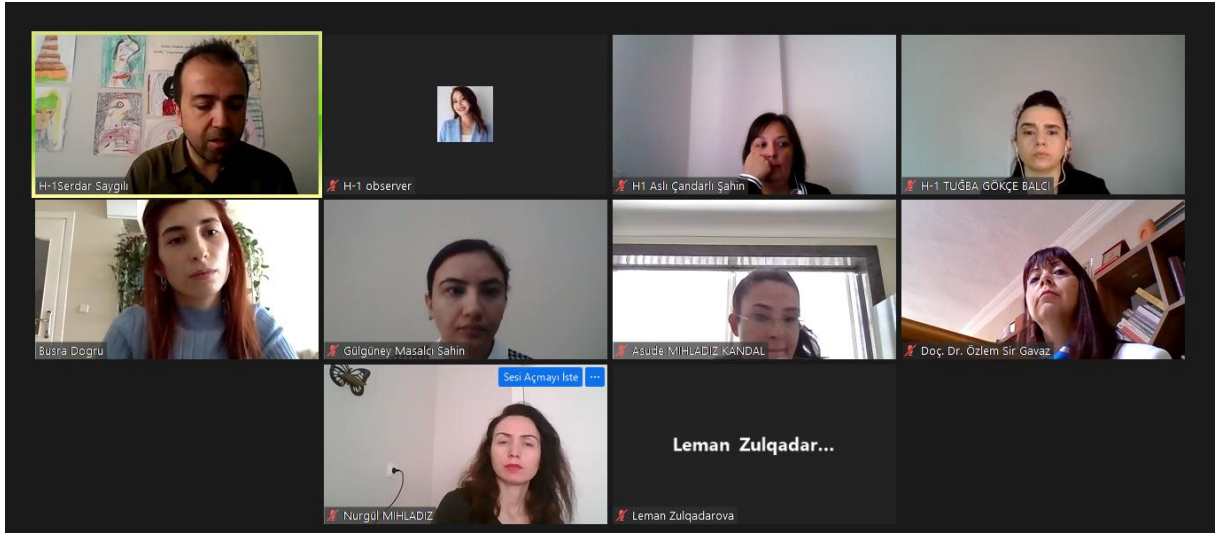 H-1Serdar Saygılı
H-1 observer
H1 Aslı Çandarlı Şahin
H-1 TUĞBA GÖKÇE BALCI
Busra Dogru
Gülgüney Masalcı Sahin
Asude MIHLADIZ KANDAL
Doç. Dr. Özlem Sir Gavaz
Sesi Açmayı İste ...
Nurgül MIHLADIZ
Leman Zulqadar...
Leman Zulqadarova